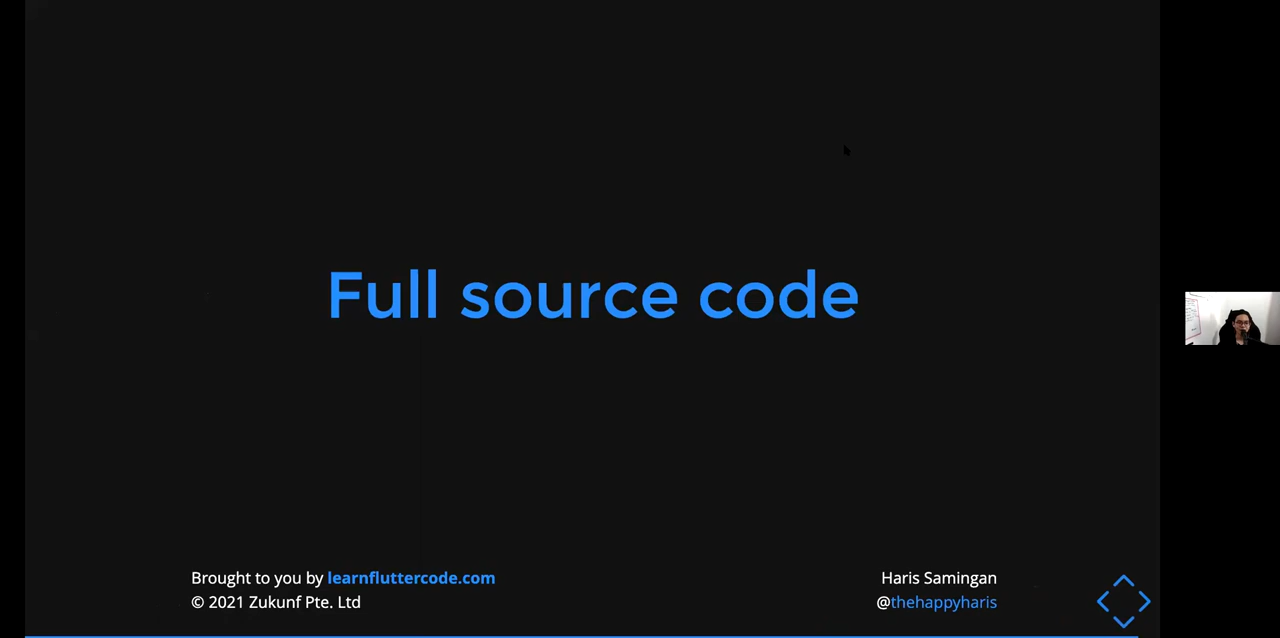 Full source code
Brought to you by learnfluttercode.com
© 2021 Zukunf Pte. Ltd
Haris Samingan
@thehappyharis